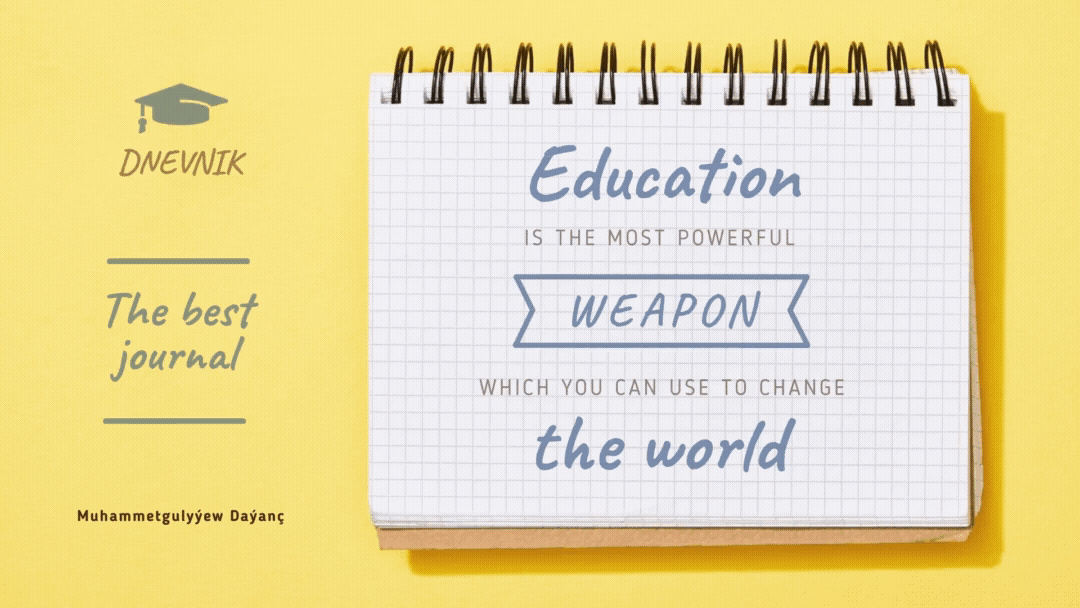 DNEVNIK
The best
journal
Muhammetgulyýew Daýanç
Education
IS THE MOST POWERFUL
WEAPON
WHICH YOU CAN USE TO CHANGE
the world